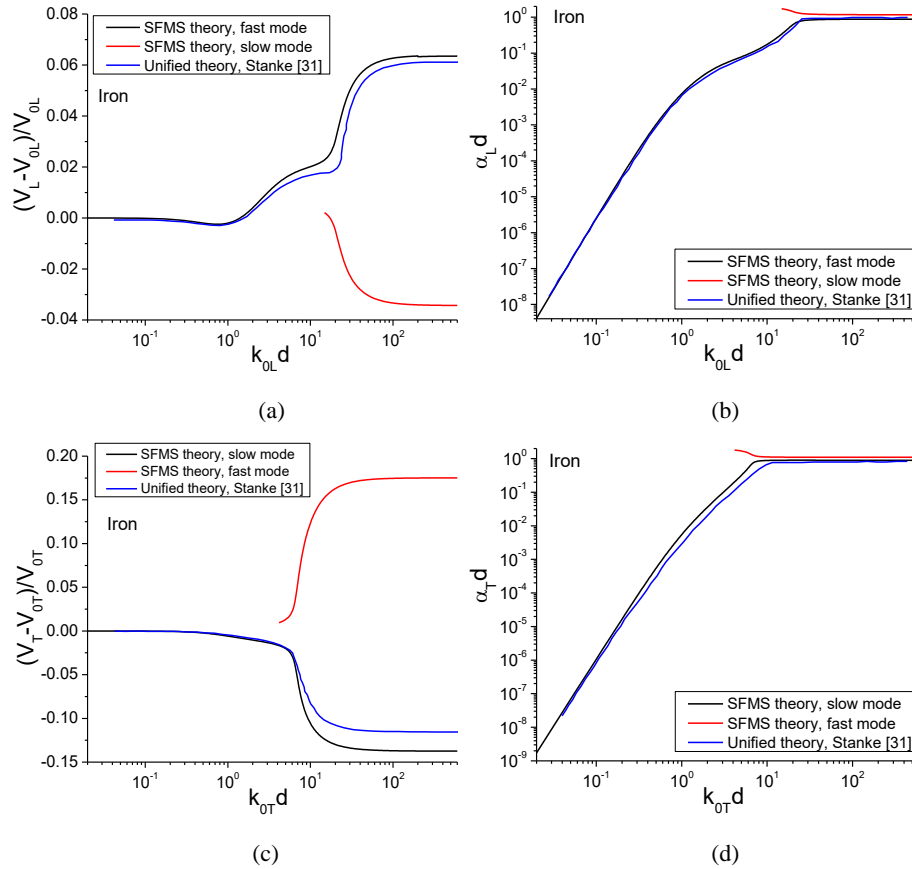 SFMS theory, fast mode
SFMS theory, slow mode
Unified theory, Stanke [31]
Iron
(V_L-V_0L)/V_0L
0.06
0.04
0.02
0.00
-0.02
-0.04
10^-1
10^0
10^1
10^2
k_0L d
(a)
Iron
α_L d
10^0
10^-1
10^-2
10^-3
10^-4
10^-5
10^-6
10^-7
10^-8
SFMS theory, fast mode
SFMS theory, slow mode
Unified theory, Stanke [31]
10^-1
10^0
10^1
10^2
k_0L d
(b)
SFMS theory, slow mode
SFMS theory, fast mode
Unified theory, Stanke [31]
Iron
(V_T-V_0T)/V_0T
0.20
0.15
0.10
0.05
0.00
-0.05
-0.10
-0.15
10^-1
10^0
10^1
10^2
k_0T d
(c)
Iron
α_T d
10^0
10^-1
10^-2
10^-3
10^-4
10^-5
10^-6
10^-7
10^-8
10^-9
SFMS theory, slow mode
SFMS theory, fast mode
Unified theory, Stanke [31]
10^-1
10^0
10^1
10^2
k_0T d
(d)